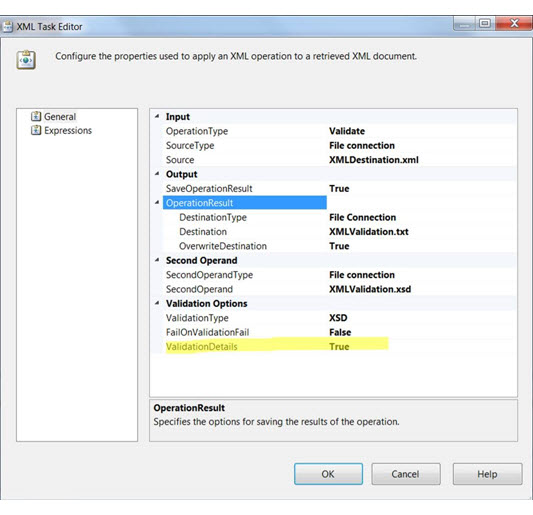 XML Task Editor
Configure the properties used to apply an XML operation to a retrieved XML document.
General
Expressions
Input
OperationType Validate
SourceType File connection
Source XMLDestination.xml
Output
SaveOperationResult True
OperationResult
DestinationType File Connection
Destination XMLValidation.txt
OverwriteDestination True
Second Operand
SecondOperandType File connection
SecondOperand XMLValidation.xsd
Validation Options
ValidationType XSD
FailOnValidationFail False
ValidationDetails True
OperationResult
Specifies the options for saving the results of the operation.
OK Cancel Help